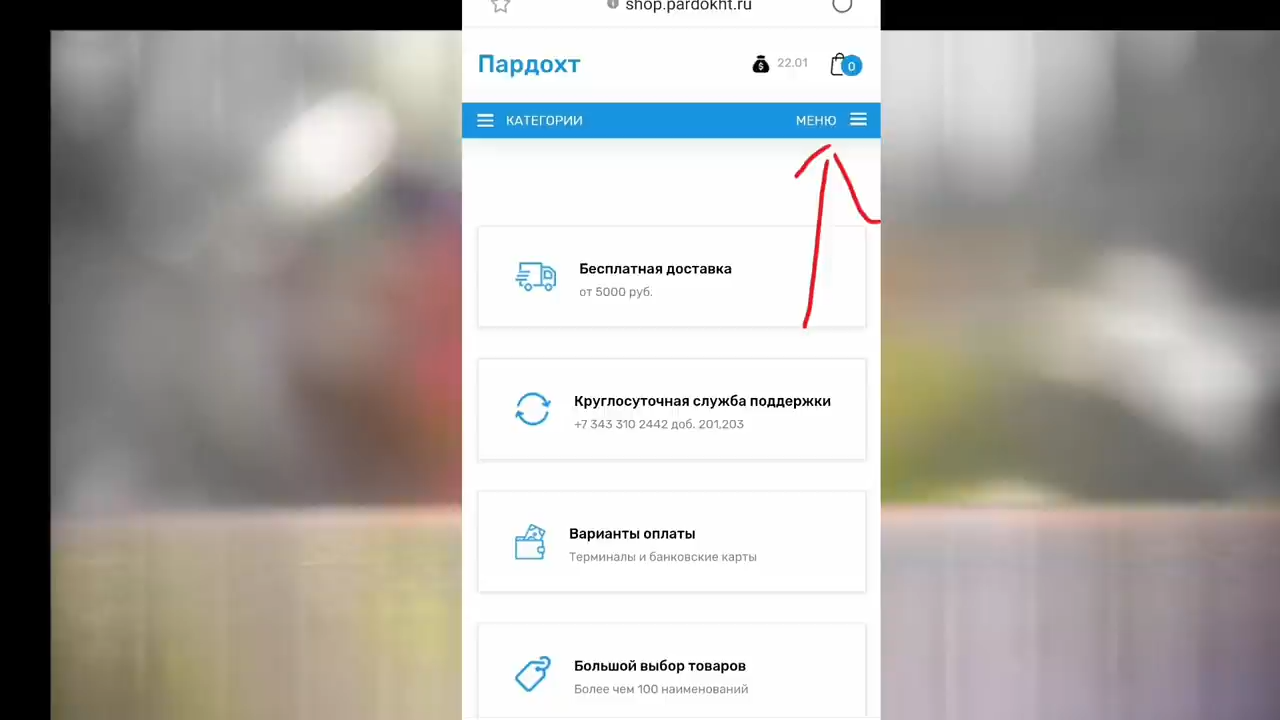 shop.pardokht.ru
Пардохт
22.01
0
КАТЕГОРИИ
МЕНЮ
Бесплатная доставка
от 5000 руб.
Круглосуточная служба поддержки
+7 343 310 2442 доб. 201,203
Варианты оплаты
Терминалы и банковские карты
Большой выбор товаров
Более чем 100 наименований